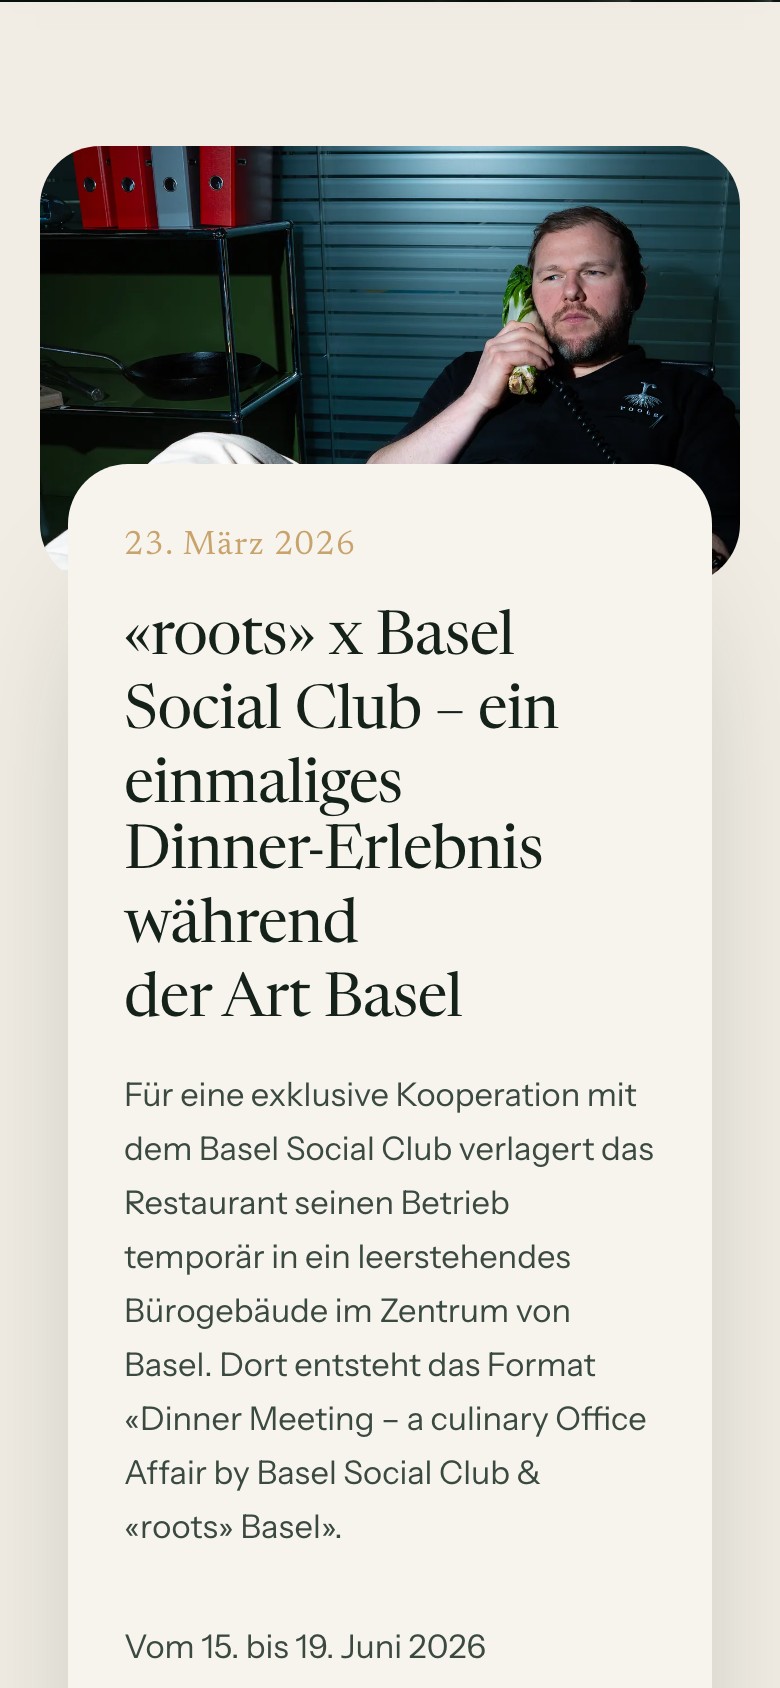 roots
23. März 2026
«roots» x Basel
Social Club – ein
einmaliges
Dinner-Erlebnis
während
der Art Basel
Für eine exklusive Kooperation mit
dem Basel Social Club verlagert das
Restaurant seinen Betrieb
temporär in ein leerstehendes
Bürogebäude im Zentrum von
Basel. Dort entsteht das Format
«Dinner Meeting – a culinary Office
Affair by Basel Social Club &
«roots» Basel».
Vom 15. bis 19. Juni 2026